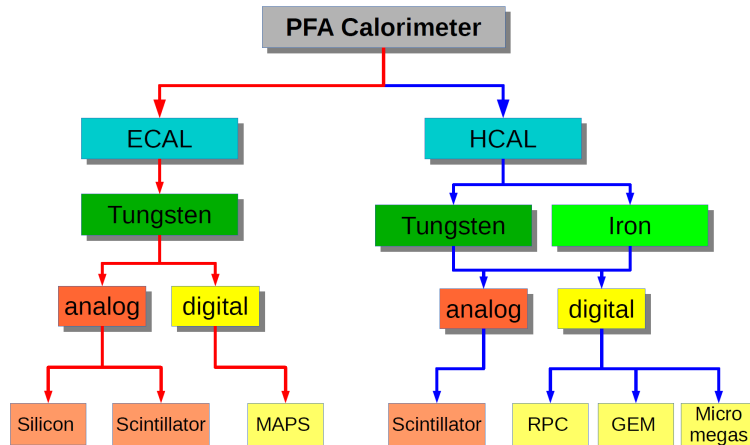 PFA Calorimeter
ECAL
HCAL
Tungsten
Tungsten
Iron
analog
digital
analog
digital
Silicon
Scintillator
MAPS
Scintillator
RPC
GEM
Micro
megas